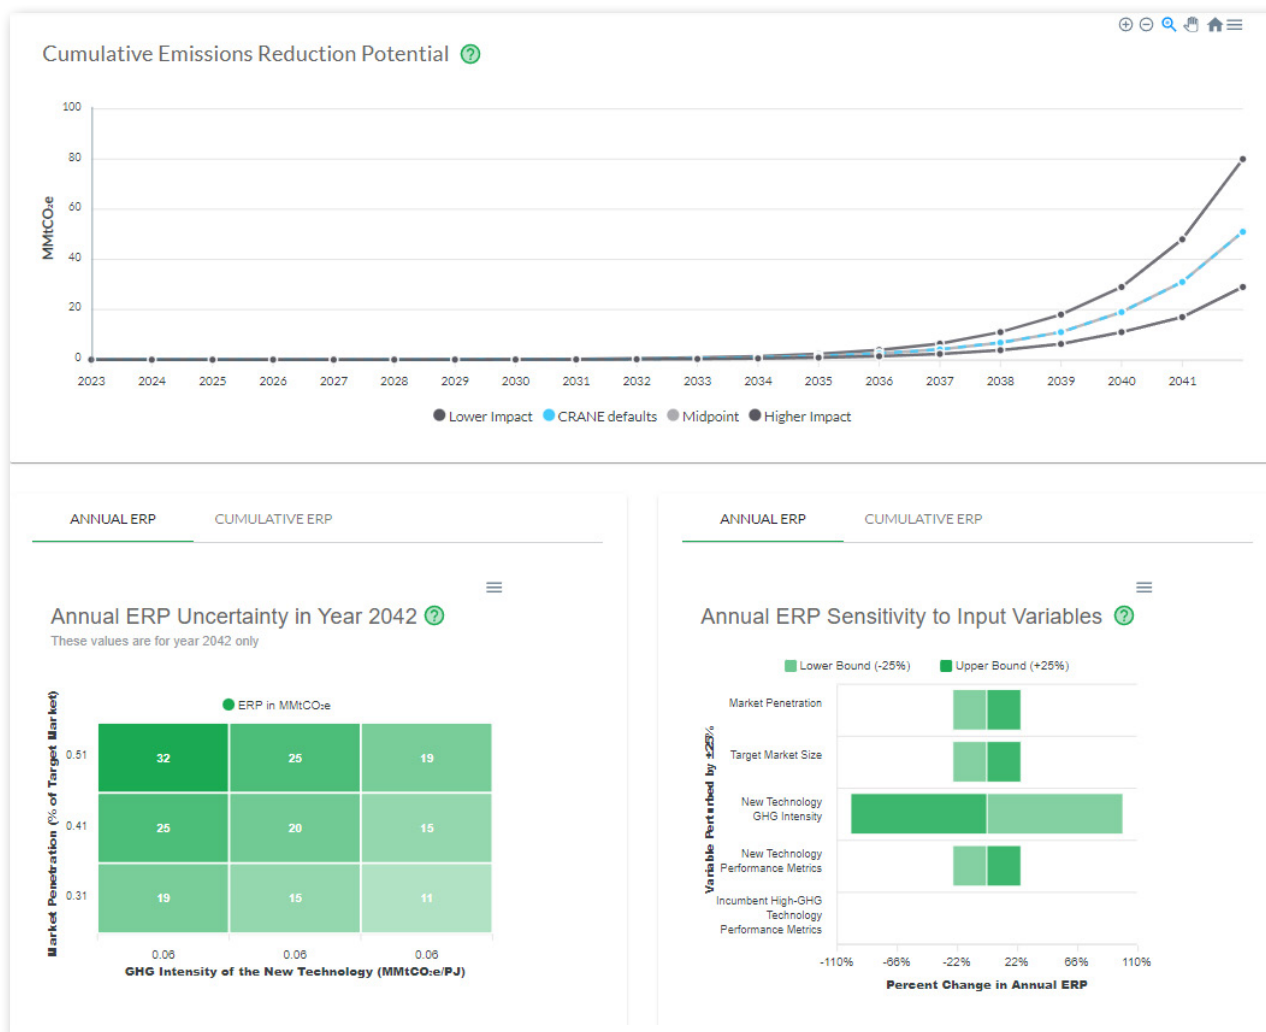 Cumulative Emissions Reduction Potential ?
100
80
60
40
20
0
MMtCO₂e
2023 2024 2025 2026 2027 2028 2029 2030 2031 2032 2033 2034 2035 2036 2037 2038 2039 2040 2041
Lower Impact CRANE defaults Midpoint Higher Impact
ANNUAL ERP CUMULATIVE ERP
Annual ERP Uncertainty in Year 2042 ?
These values are for year 2042 only
ERP in MMtCO₂e
Market Penetration (% of Target Market)
0.51 32 25 19
0.41 25 20 15
0.31 19 15 11
0.06 0.06 0.06
GHG Intensity of the New Technology (MMtCO₂e/PJ)
ANNUAL ERP CUMULATIVE ERP
Annual ERP Sensitivity to Input Variables ?
Lower Bound (-25%) Upper Bound (+25%)
Variable Perturbed by ±25%
Market Penetration
Target Market Size
New Technology
GHG Intensity
New Technology
Performance Metrics
Incumbent High-GHG
Technology
Performance Metrics
-110% -66% -22% 22% 66% 110%
Percent Change in Annual ERP